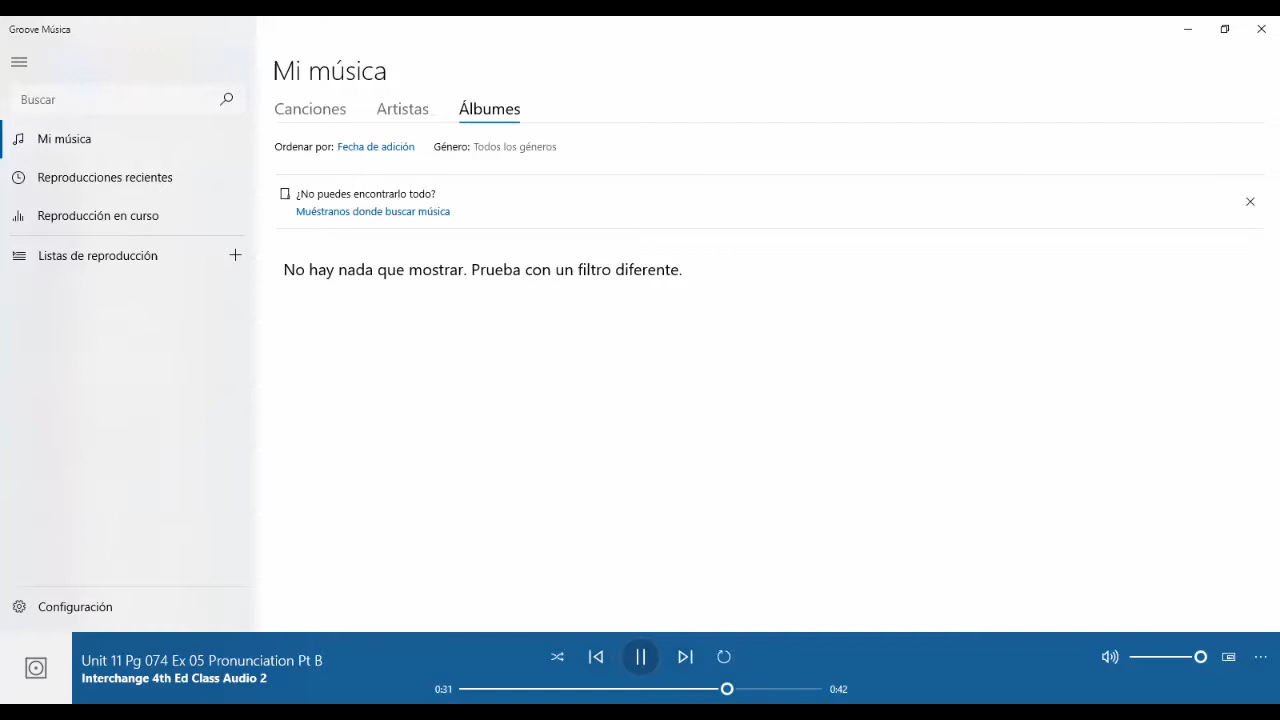 Groove Música
Buscar
Mi música
Reproducciones recientes
Reproducción en curso
Listas de reproducción
Configuración
Mi música
Canciones Artistas Álbumes
Ordenar por: Fecha de adición Género: Todos los géneros
¿No puedes encontrarlo todo?
Muéstranos donde buscar música
No hay nada que mostrar. Prueba con un filtro diferente.
Unit 11 Pg 074 Ex 05 Pronunciation Pt B
Interchange 4th Ed Class Audio 2
0:31 0:42